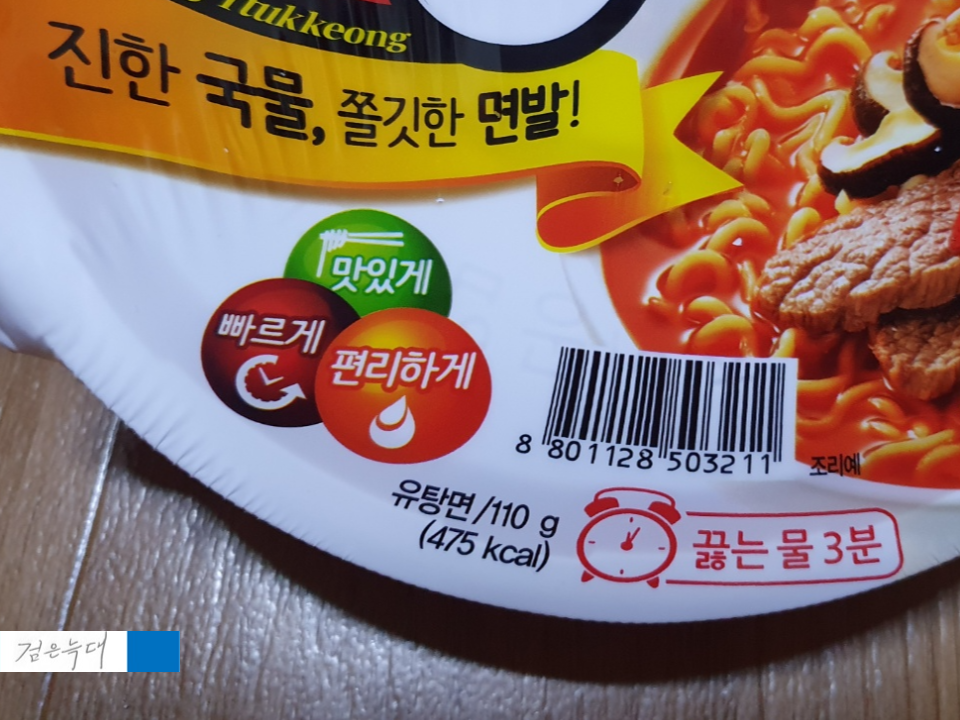 Ttukkeong
진한 국물, 쫄깃한 면발!
맛있게
빠르게
편리하게
8 801128 503211
조리예
유탕면/110 g
(475 kcal)
끓는 물 3분
검은늑대